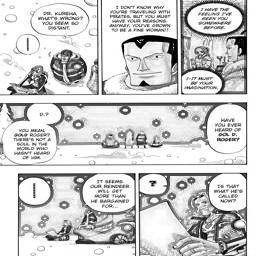 DR. KUREHA,
WHAT'S WRONG?
YOU SEEM SO
DISTANT.
I DON'T KNOW WHY
YOU'RE TRAVELING WITH
PIRATES, BUT YOU MUST
HAVE YOUR REASONS.
ANYWAY, YOU'VE GROWN
TO BE A FINE WOMAN!!
I HAVE THE
FEELING I'VE
SEEN YOU
SOMEWHERE
BEFORE.
I-IT MUST BE
YOUR
IMAGINATION.
D.?
YOU MEAN,
GOLD ROGER?
THERE'S NOT A
SOUL IN THE
WORLD WHO
HASN'T HEARD
OF HIM.
HAVE YOU
EVER HEARD
OF GOL D.
ROGER?
!
IT SEEMS
OUR REINDEER
WILL GET
MORE THAN
HE BARGAINED
FOR...
?
IS THAT
WHAT HE'S
CALLED
NOW?